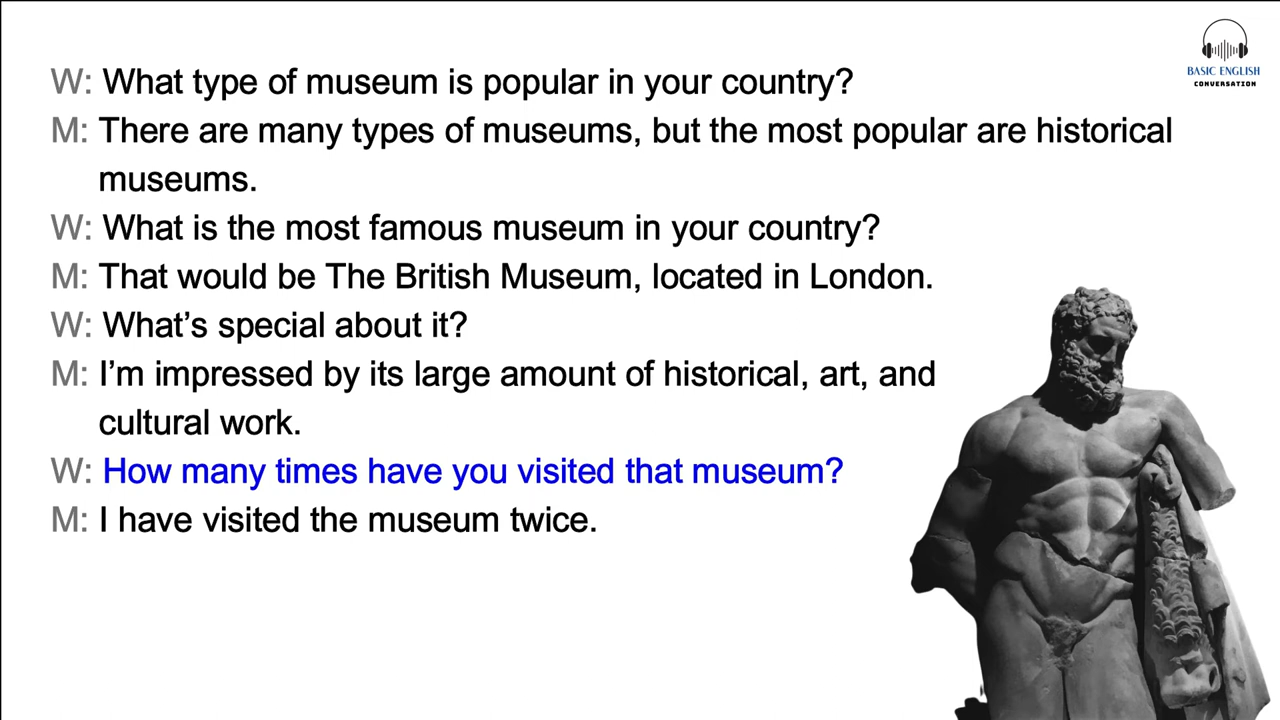 BASIC ENGLISH
CONVERSATION
W: What type of museum is popular in your country?
M: There are many types of museums, but the most popular are historical
museums.
W: What is the most famous museum in your country?
M: That would be The British Museum, located in London.
W: What’s special about it?
M: I’m impressed by its large amount of historical, art, and
cultural work.
W: How many times have you visited that museum?
M: I have visited the museum twice.